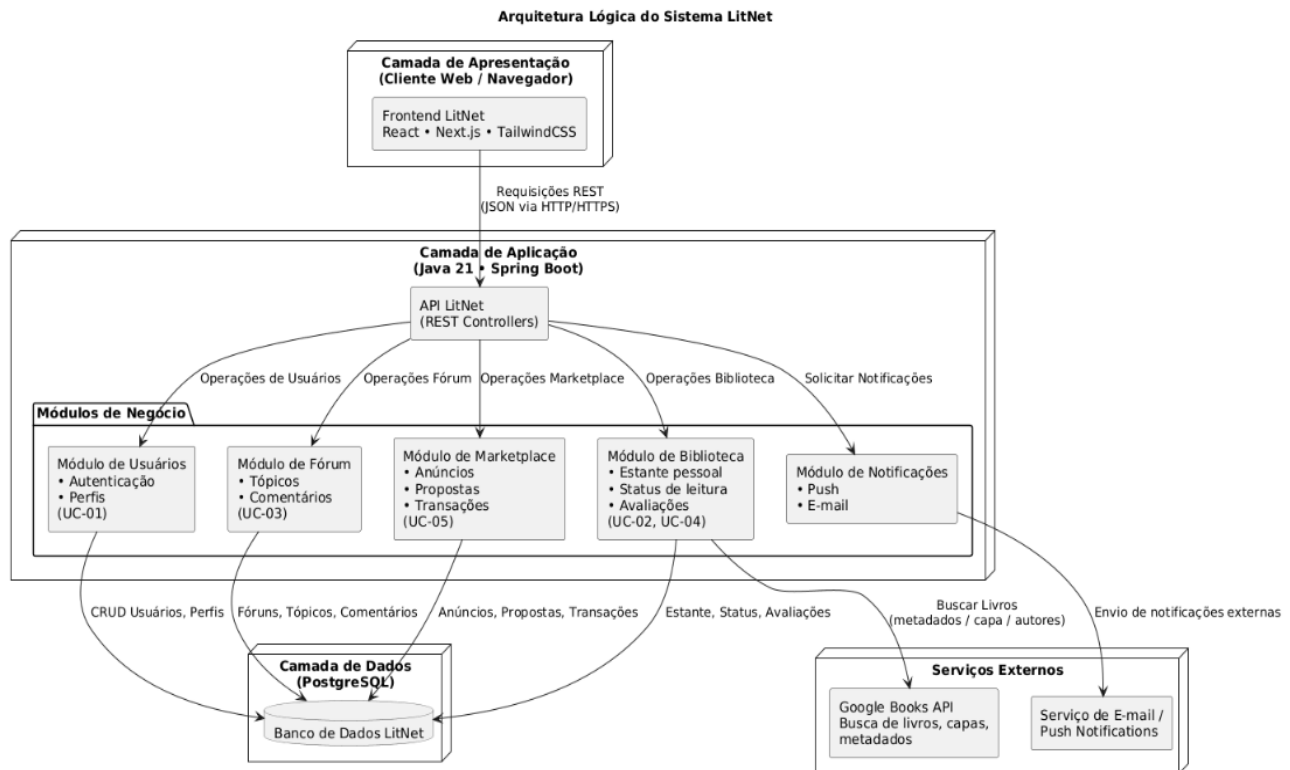 Arquitetura Lógica do Sistema LitNet
Camada de Apresentação
(Cliente Web / Navegador)
Frontend LitNet
React • Next.js • TailwindCSS
Requisições REST
(JSON via HTTP/HTTPS)
Camada de Aplicação
(Java 21 • Spring Boot)
API LitNet
(REST Controllers)
Operações de Usuários
Operações Fórum
Operações Marketplace
Operações Biblioteca
Solicitar Notificações
Módulos de Negócio
Módulo de Usuários
• Autenticação
• Perfis
(UC-01)
Módulo de Fórum
• Tópicos
• Comentários
(UC-03)
Módulo de Marketplace
• Anúncios
• Propostas
• Transações
(UC-05)
Módulo de Biblioteca
• Estante pessoal
• Status de leitura
• Avaliações
(UC-02, UC-04)
Módulo de Notificações
• Push
• E-mail
CRUD Usuários, Perfis
Fóruns, Tópicos, Comentários
Anúncios, Propostas, Transações
Estante, Status, Avaliações
Buscar Livros
(metadados / capa / autores)
Envio de notificações externas
Camada de Dados
(PostgreSQL)
Banco de Dados LitNet
Serviços Externos
Google Books API
Busca de livros, capas,
metadados
Serviço de E-mail /
Push Notifications